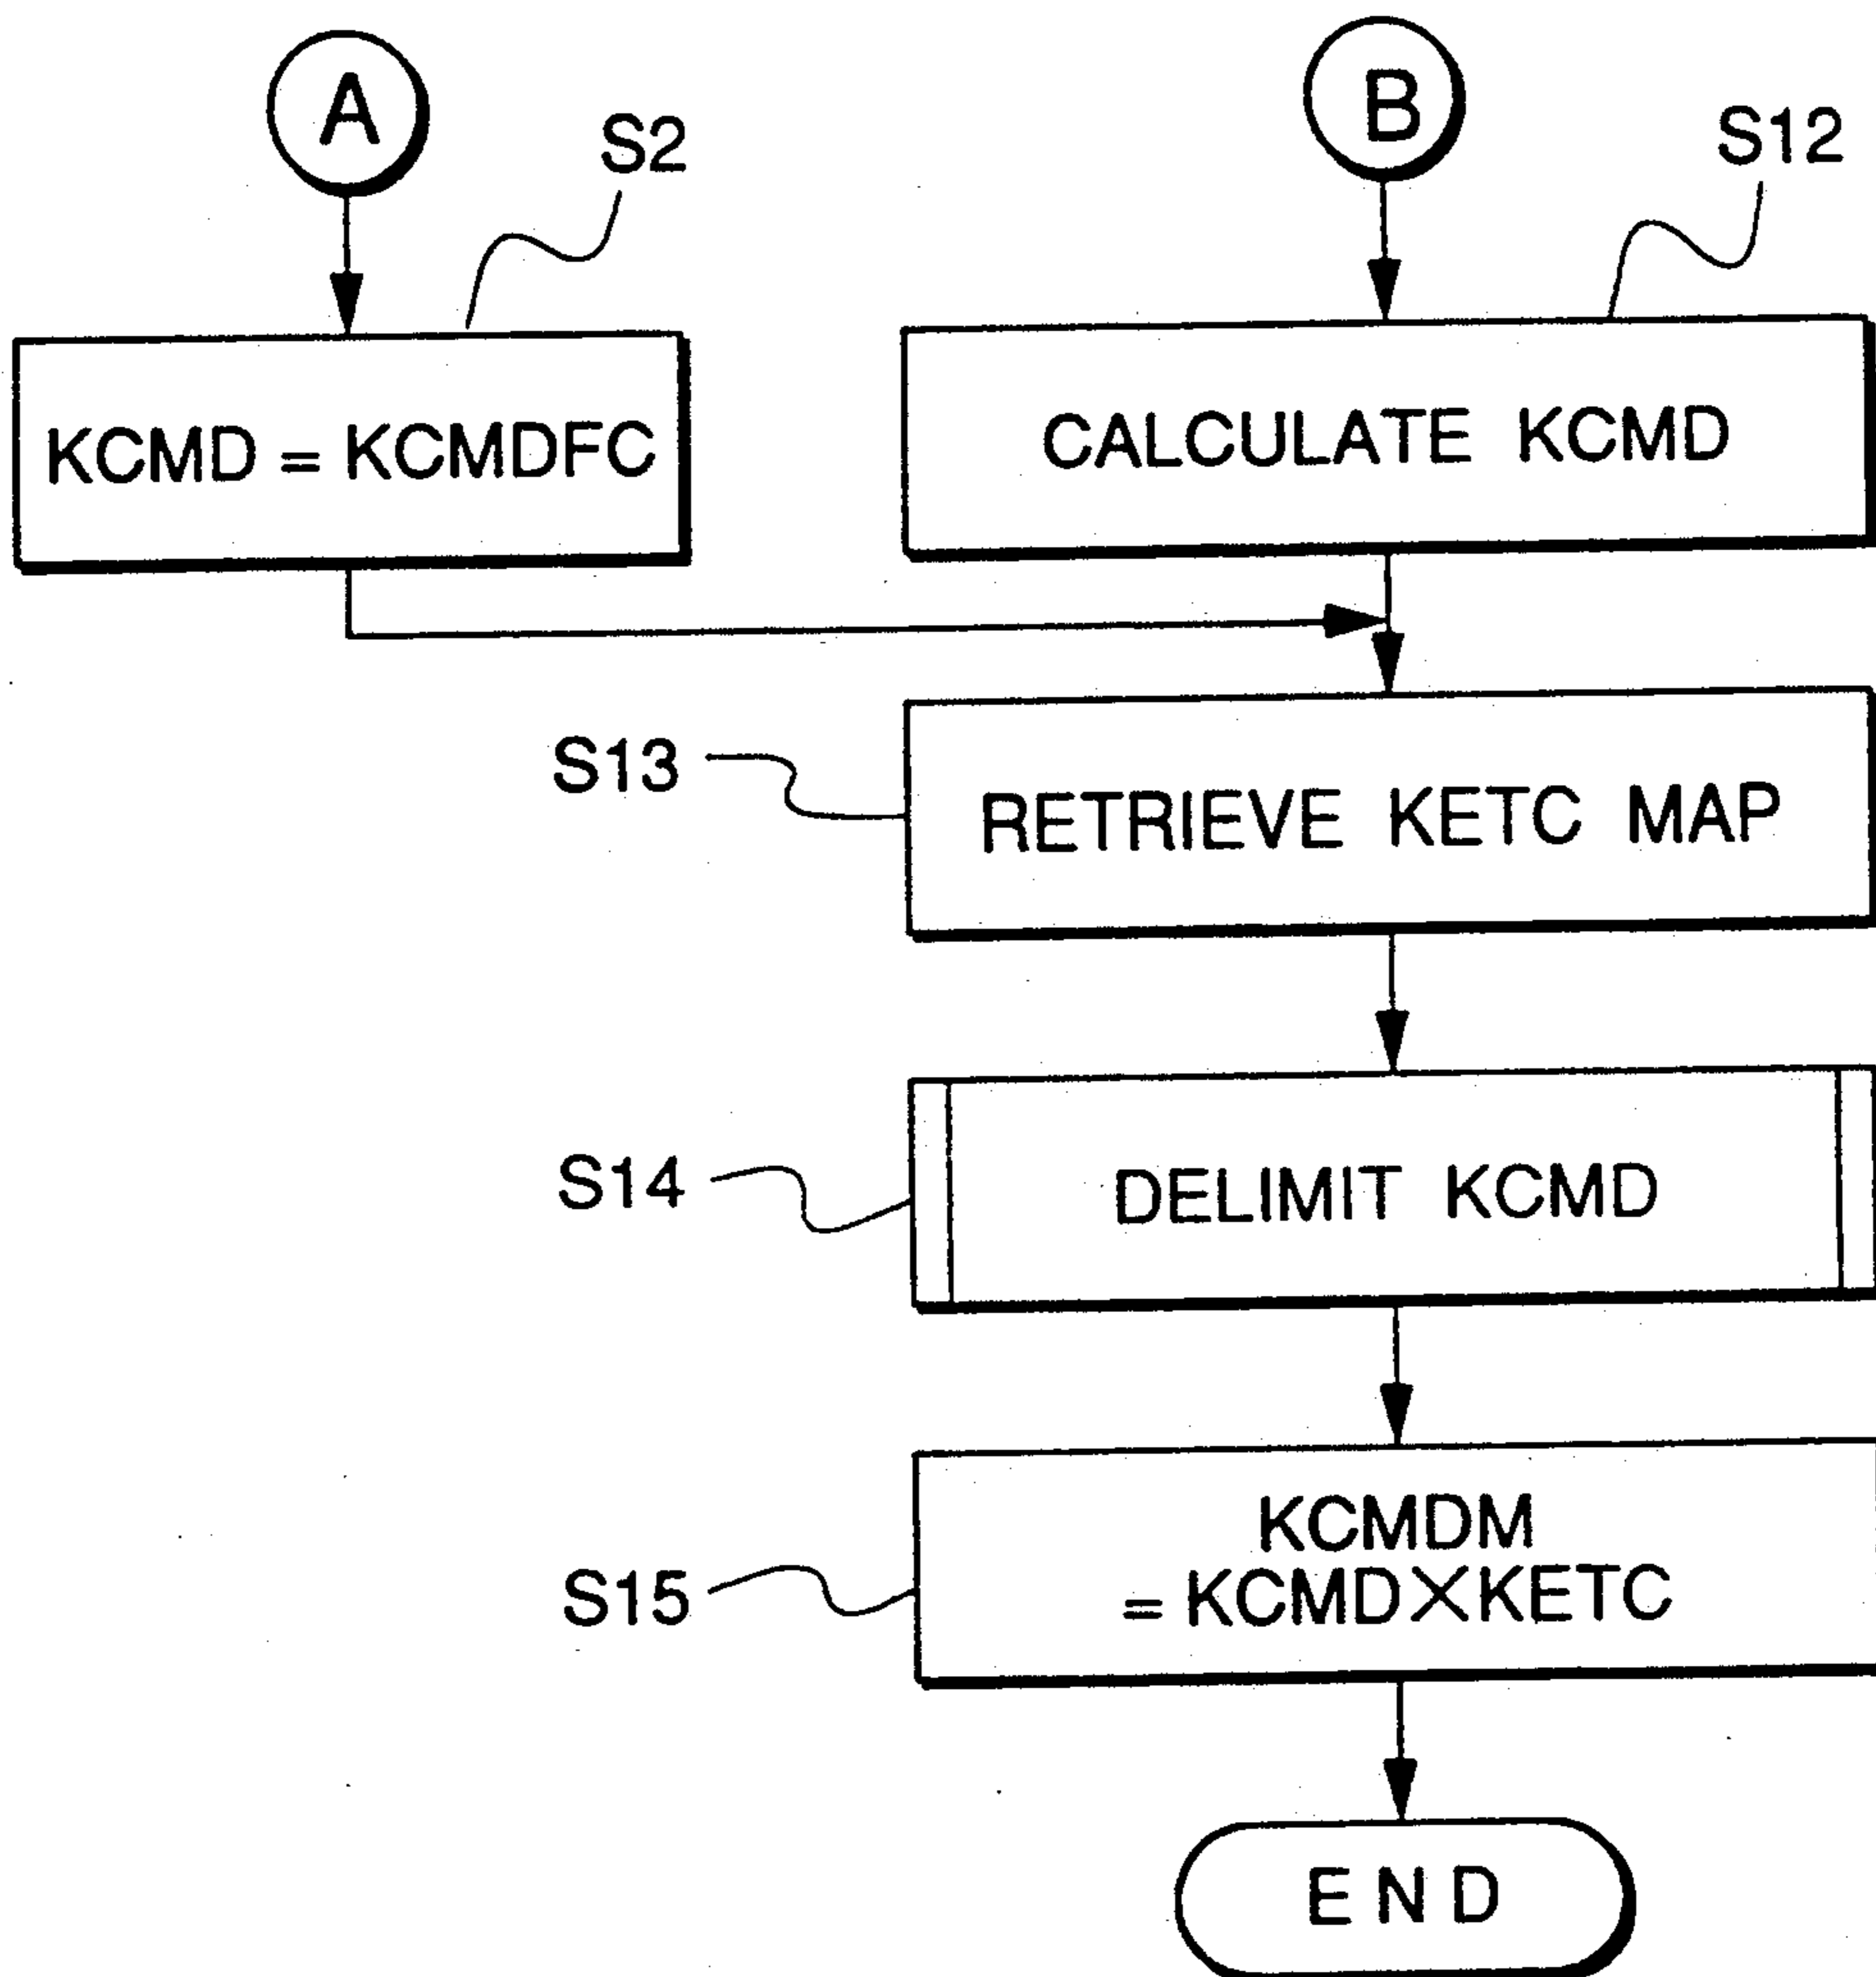 A
B
S2
S12
KCMD = KCMDFC
CALCULATE KCMD
S13
RETRIEVE KETC MAP
S14
DELIMIT KCMD
S15
KCMDM
= KCMD X KETC
END